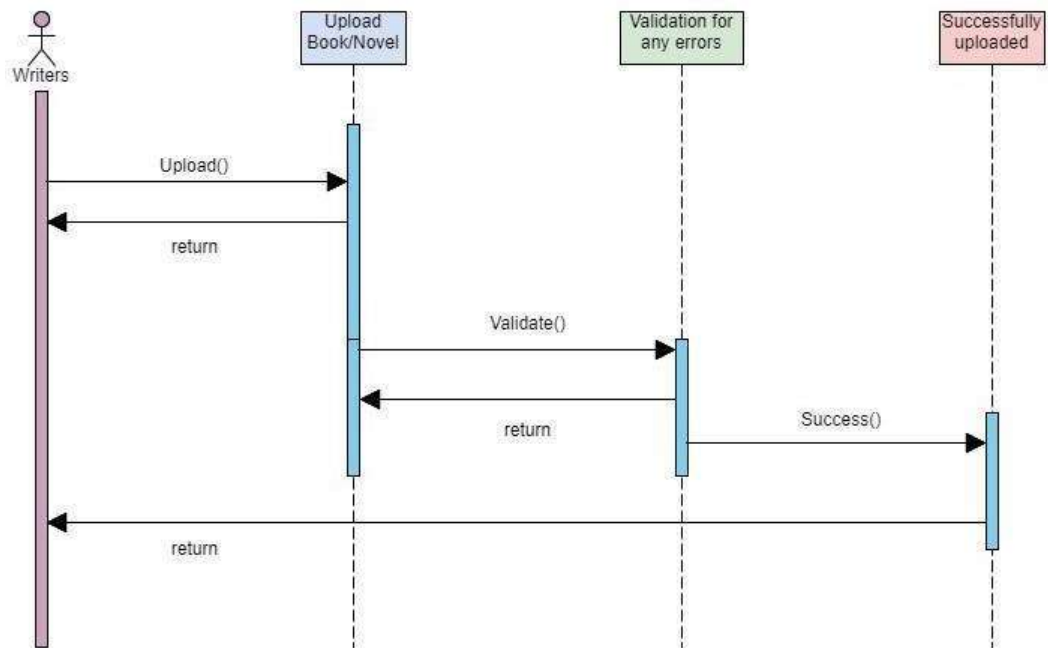 Upload
Book/Novel
Validation for
any errors
Successfully
uploaded
Writers
Upload()
return
Validate()
return
Success()
return